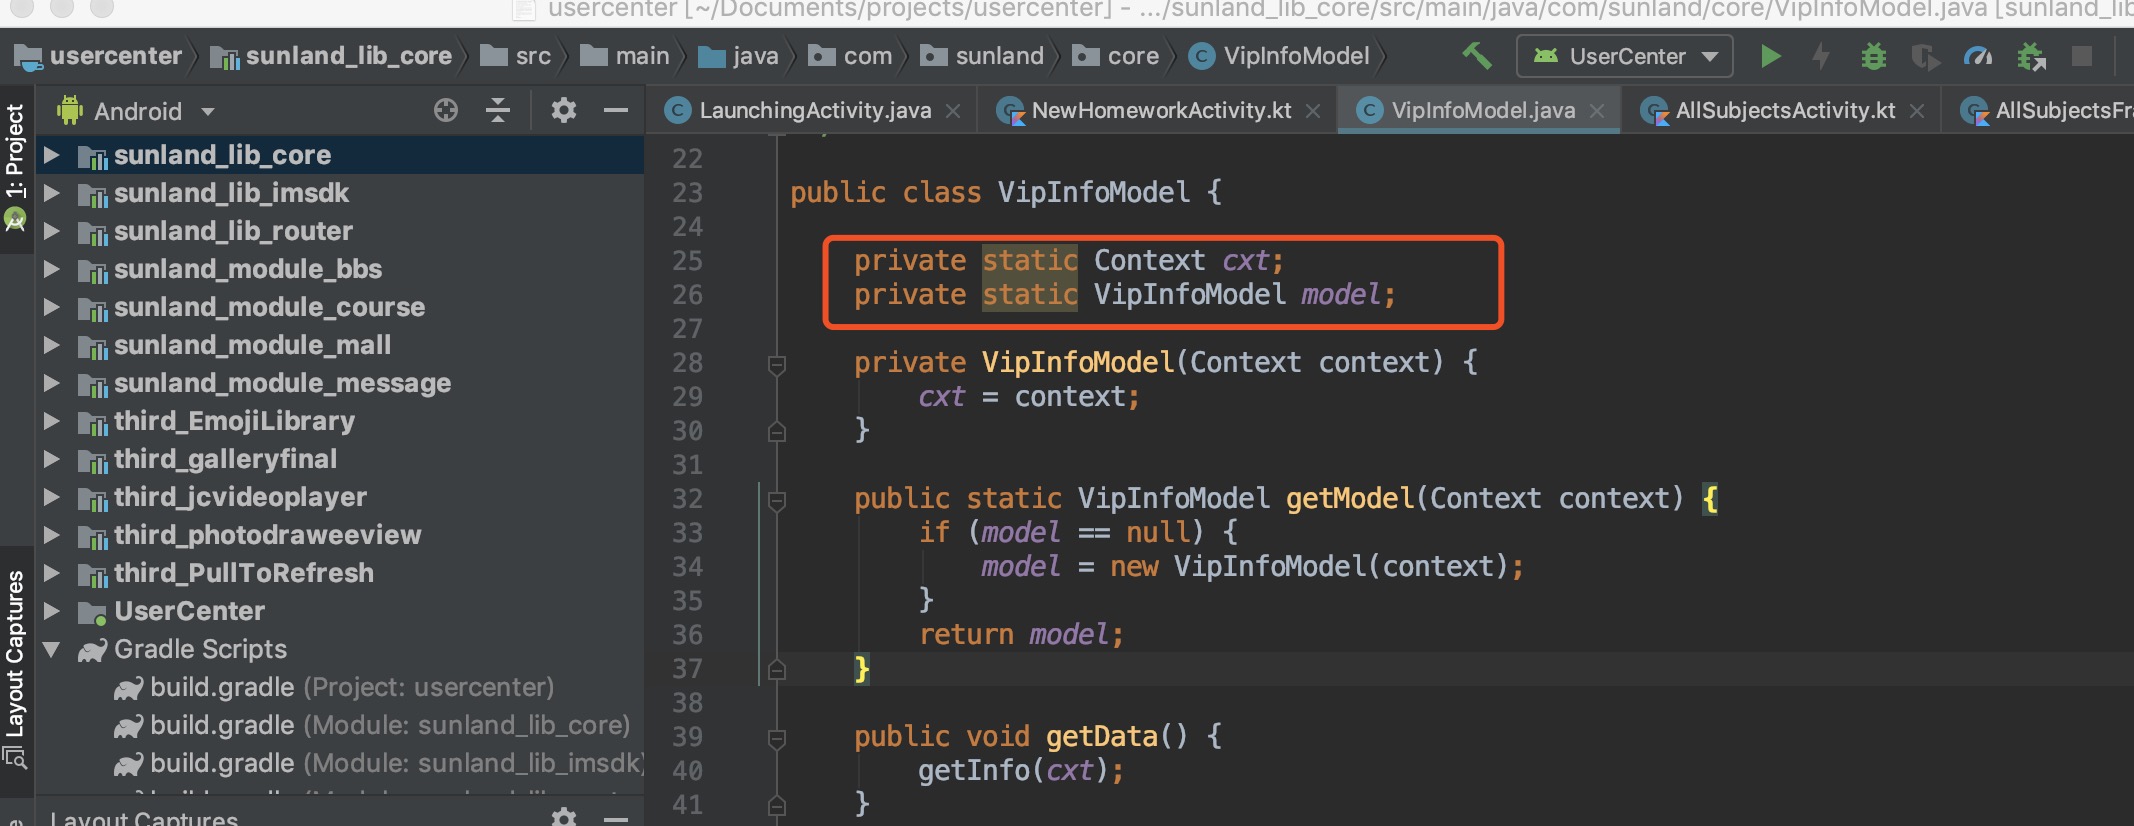 usercenter [~/Documents/projects/usercenter] - .../sunland_lib_core/src/main/java/com/sunland/core/VipInfoModel.java [sunland_lib
usercenter sunland_lib_core src main java com sunland core VipInfoModel UserCenter
1: Project
Layout Captures
Android
sunland_lib_core
sunland_lib_imsdk
sunland_lib_router
sunland_module_bbs
sunland_module_course
sunland_module_mall
sunland_module_message
third_EmojiLibrary
third_galleryfinal
third_jcvideoplayer
third_photodraweeview
third_PullToRefresh
UserCenter
Gradle Scripts
build.gradle (Project: usercenter)
build.gradle (Module: sunland_lib_core)
build.gradle (Module: sunland_lib_imsdk)
Layout Captures
LaunchingActivity.java NewHomeworkActivity.kt VipInfoModel.java AllSubjectsActivity.kt AllSubjectsFr
22
23 public class VipInfoModel {
24
25 private static Context cxt;
26 private static VipInfoModel model;
27
28 private VipInfoModel(Context context) {
29 cxt = context;
30 }
31
32 public static VipInfoModel getModel(Context context) {
33 if (model == null) {
34 model = new VipInfoModel(context);
35 }
36 return model;
37 }
38
39 public void getData() {
40 getInfo(cxt);
41 }